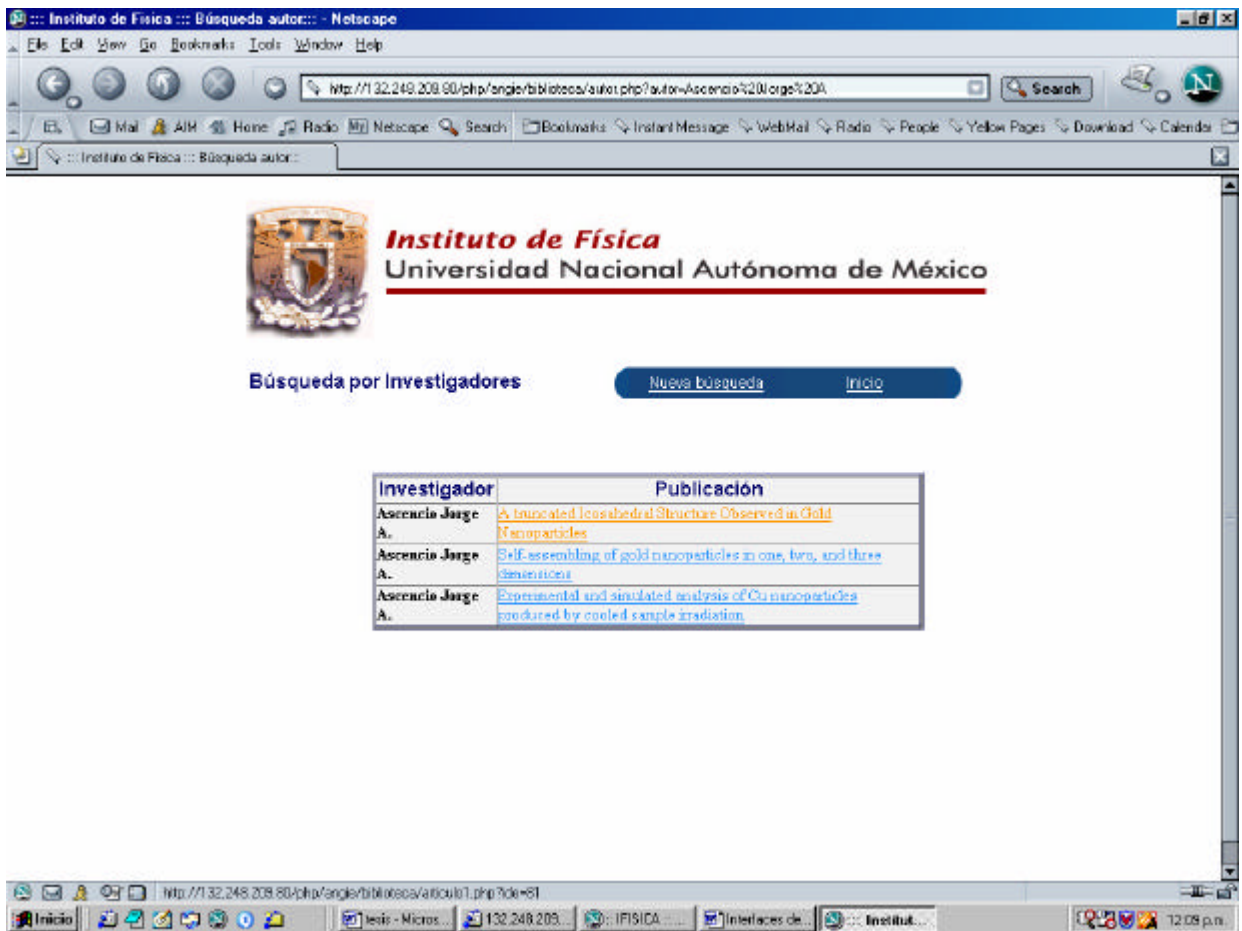 ::: Instituto de Fisica ::: Búsqueda autor::: - Netscape
File Edit View Go Bookmarks Tools Window Help
http://132.248.209.80/php/angie/biblioteca/autor.php?autor=Ascencio%20Jorge%20A Search
Mail AIM Home Radio My Netscape Search Bookmarks Instant Message WebMail Radio People Yellow Pages Download Calendar
::: Instituto de Física ::: Búsqueda autor:::
Instituto de Física
Universidad Nacional Autónoma de México
Búsqueda por Investigadores Nueva búsqueda Inicio
Investigador Publicación
Ascencio Jorge A truncated Icosahedral Structure Observed in Gold
A. Nanoparticles
Ascencio Jorge Self-assembling of gold nanoparticles in one, two, and three
A. dimensions
Ascencio Jorge Experimental and simulated analysis of Cu nanoparticles
A. produced by cooled sample irradiation.
http://132.248.209.80/php/angie/biblioteca/articulo1.php?ide=81
Inicio tesis - Micros... 132.248.209... :: IFISICA ::... Interfaces de... ::: Institut... 12:09 p.m.